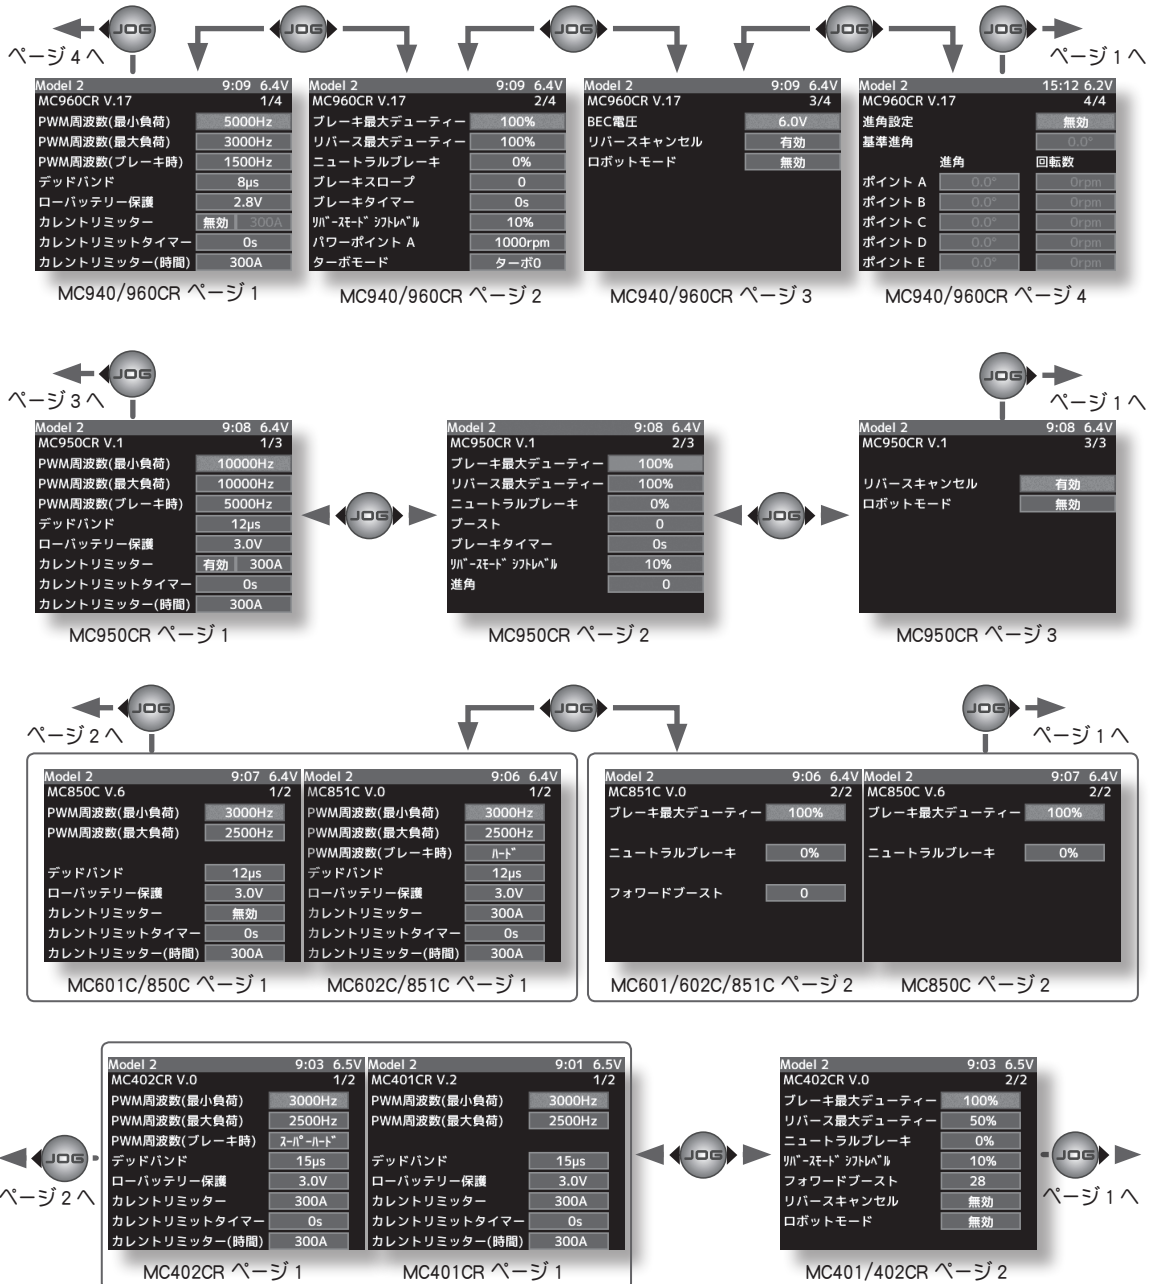 JOG JOG JOG JOG JOG
ページ 4 へ
ページ 1 へ
Model 2 9:09 6.4V
MC960CR V.17 1/4
PWM周波数(最小負荷) 5000Hz
PWM周波数(最大負荷) 3000Hz
PWM周波数(ブレーキ時) 1500Hz
デッドバンド 8µs
ローバッテリー保護 2.8V
カレントリミッター 無効 300A
カレントリミットタイマー 0s
カレントリミッター(時間) 300A
MC940/960CR ページ 1
Model 2 9:09 6.4V
MC960CR V.17 2/4
ブレーキ最大デューティー 100%
リバース最大デューティー 100%
ニュートラルブレーキ 0%
ブレーキスロープ 0
ブレーキタイマー 0s
ﾘﾊﾞｰｽﾓｰﾄﾞ ｼﾌﾄﾚﾍﾞﾙ 10%
パワーポイント A 1000rpm
ターボモード ターボ0
MC940/960CR ページ 2
Model 2 9:09 6.4V
MC960CR V.17 3/4
BEC電圧 6.0V
リバースキャンセル 有効
ロボットモード 無効
MC940/960CR ページ 3
Model 2 15:12 6.2V
MC960CR V.17 4/4
進角設定 無効
基準進角 0.0°
進角 回転数
ポイント A 0.0° 0rpm
ポイント B 0.0° 0rpm
ポイント C 0.0° 0rpm
ポイント D 0.0° 0rpm
ポイント E 0.0° 0rpm
MC940/960CR ページ 4
JOG JOG
ページ 3 へ
ページ 1 へ
Model 2 9:08 6.4V
MC950CR V.1 1/3
PWM周波数(最小負荷) 10000Hz
PWM周波数(最大負荷) 10000Hz
PWM周波数(ブレーキ時) 5000Hz
デッドバンド 12µs
ローバッテリー保護 3.0V
カレントリミッター 有効 300A
カレントリミットタイマー 0s
カレントリミッター(時間) 300A
MC950CR ページ 1
JOG
Model 2 9:08 6.4V
MC950CR V.1 2/3
ブレーキ最大デューティー 100%
リバース最大デューティー 100%
ニュートラルブレーキ 0%
ブースト 0
ブレーキタイマー 0s
ﾘﾊﾞｰｽﾓｰﾄﾞ ｼﾌﾄﾚﾍﾞﾙ 10%
進角 0
MC950CR ページ 2
JOG
Model 2 9:08 6.4V
MC950CR V.1 3/3
リバースキャンセル 有効
ロボットモード 無効
MC950CR ページ 3
JOG JOG JOG
ページ 2 へ
ページ 1 へ
Model 2 9:07 6.4V
MC850C V.6 1/2
PWM周波数(最小負荷) 3000Hz
PWM周波数(最大負荷) 2500Hz
デッドバンド 12µs
ローバッテリー保護 3.0V
カレントリミッター 無効
カレントリミットタイマー 0s
カレントリミッター(時間) 300A
MC601C/850C ページ 1
Model 2 9:06 6.4V
MC851C V.0 1/2
PWM周波数(最小負荷) 3000Hz
PWM周波数(最大負荷) 2500Hz
PWM周波数(ブレーキ時) ﾊｰﾄﾞ
デッドバンド 12µs
ローバッテリー保護 3.0V
カレントリミッター 300A
カレントリミットタイマー 0s
カレントリミッター(時間) 300A
MC602C/851C ページ 1
Model 2 9:06 6.4V
MC851C V.0 2/2
ブレーキ最大デューティー 100%
ニュートラルブレーキ 0%
フォワードブースト 0
MC601/602C/851C ページ 2
Model 2 9:07 6.4V
MC850C V.6 2/2
ブレーキ最大デューティー 100%
ニュートラルブレーキ 0%
MC850C ページ 2
JOG
ページ 2 へ
Model 2 9:03 6.5V
MC402CR V.0 1/2
PWM周波数(最小負荷) 3000Hz
PWM周波数(最大負荷) 2500Hz
PWM周波数(ブレーキ時) ｽｰﾊﾟｰﾊｰﾄﾞ
デッドバンド 15µs
ローバッテリー保護 3.0V
カレントリミッター 300A
カレントリミットタイマー 0s
カレントリミッター(時間) 300A
MC402CR ページ 1
Model 2 9:01 6.5V
MC401CR V.2 1/2
PWM周波数(最小負荷) 3000Hz
PWM周波数(最大負荷) 2500Hz
デッドバンド 15µs
ローバッテリー保護 3.0V
カレントリミッター 300A
カレントリミットタイマー 0s
カレントリミッター(時間) 300A
MC401CR ページ 1
JOG
Model 2 9:03 6.5V
MC402CR V.0 2/2
ブレーキ最大デューティー 100%
リバース最大デューティー 50%
ニュートラルブレーキ 0%
ﾘﾊﾞｰｽﾓｰﾄﾞ ｼﾌﾄﾚﾍﾞﾙ 10%
フォワードブースト 28
リバースキャンセル 無効
ロボットモード 無効
MC401/402CR ページ 2
JOG
ページ 1 へ